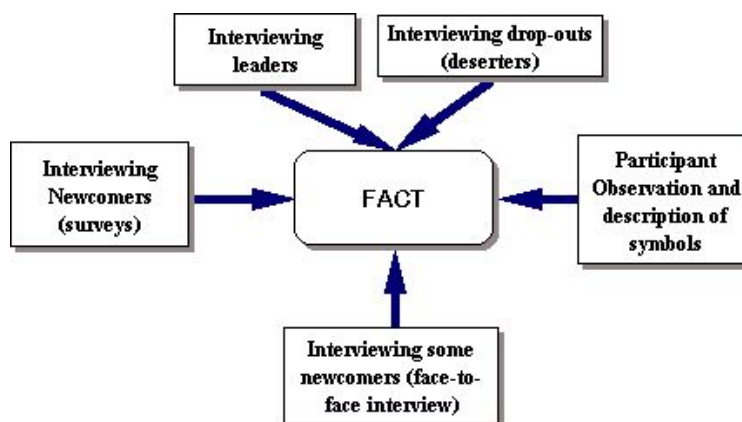 Interviewing
leaders
Interviewing drop-outs
(deserters)
Interviewing
Newcomers
(surveys)
FACT
Participant
Observation and
description of
symbols
Interviewing some
newcomers (face-to-
face interview)